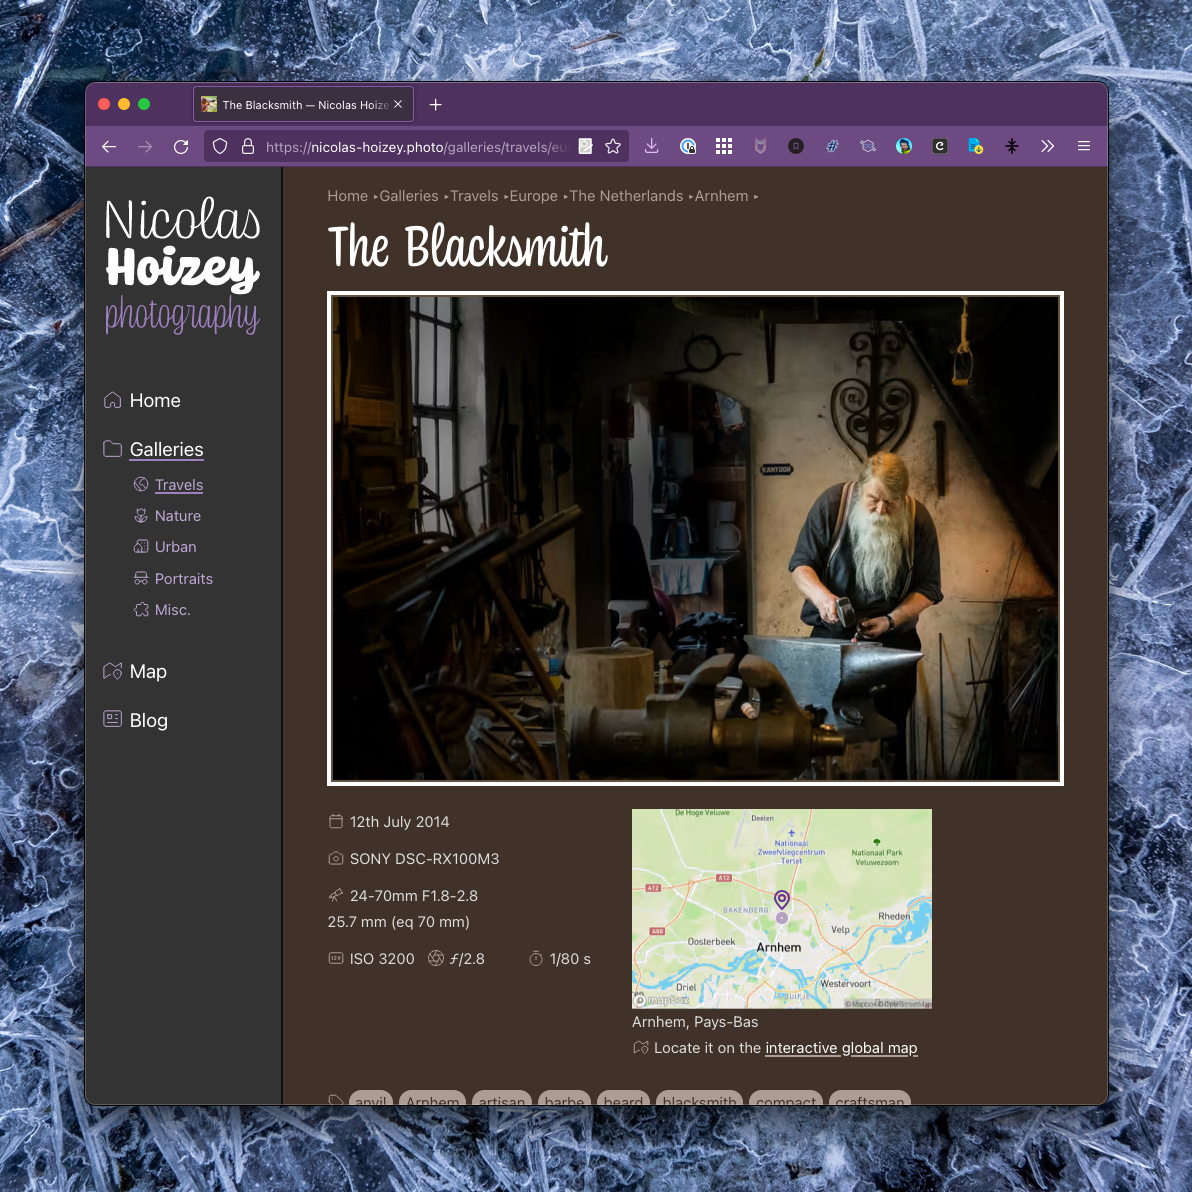 The Blacksmith — Nicolas Hoize
https://nicolas-hoizey.photo/galleries/travels/eu
Nicolas
Hoizey
photography
Home
Galleries
Travels
Nature
Urban
Portraits
Misc.
Map
Blog
Home ‣Galleries ‣Travels ‣Europe ‣The Netherlands ‣Arnhem ‣
The Blacksmith
KANTOOR
12th July 2014
SONY DSC-RX100M3
24-70mm F1.8-2.8
25.7 mm (eq 70 mm)
ISO 3200 ƒ/2.8 1/80 s
De Hoge Veluwe
Deelen
Nationaal
Zweefvliegcentrum
Terlet
Nationaal Park
Veluwezoom
A12
A12
BAKENBERG
A50
Rheden
Velp
Oosterbeek
Arnhem
Westervoort
Driel
mapbox
© Mapbox © OpenStreetMap
Arnhem, Pays-Bas
Locate it on the interactive global map
anvil Arnhem artisan barbe beard blacksmith compact craftsman